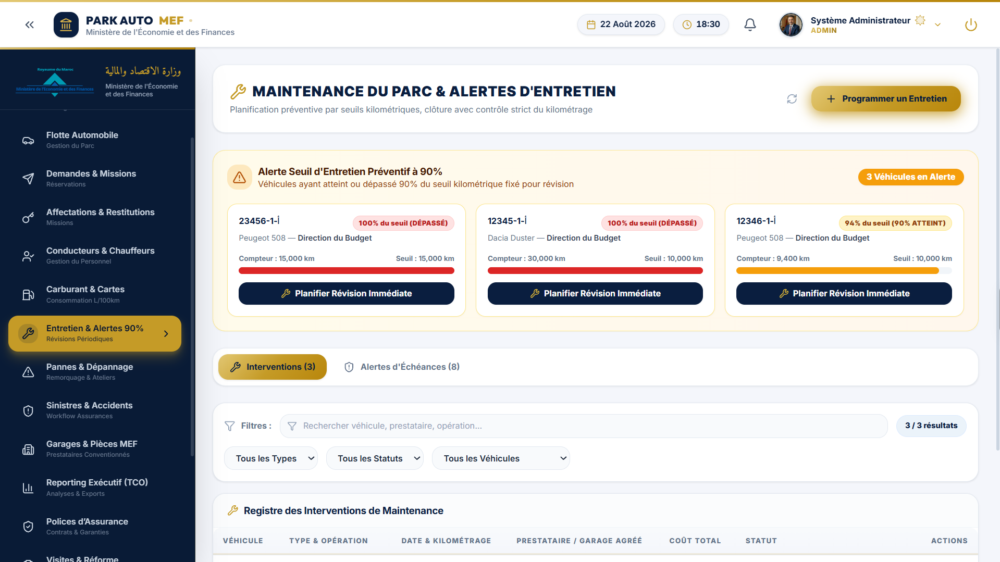 PARK AUTO MEF
Ministère de l'Économie et des Finances
22 Août 2026
18:30
Système Administrateur
ADMIN
Royaume du Maroc
Ministère de l'Economie et des Finances
وزارة الاقتصاد والمالية
Ministère de l'Économie
et des Finances
Flotte Automobile
Gestion du Parc
Demandes & Missions
Réservations
Affectations & Restitutions
Missions
Conducteurs & Chauffeurs
Gestion du Personnel
Carburant & Cartes
Consommation L/100km
Entretien & Alertes 90%
Révisions Périodiques
Pannes & Dépannage
Remorquage & Ateliers
Sinistres & Accidents
Workflow Assurances
Garages & Pièces MEF
Prestataires Conventionnés
Reporting Exécutif (TCO)
Analyses & Exports
Polices d'Assurance
Contrats & Garanties
Visites & Réforme
MAINTENANCE DU PARC & ALERTES D'ENTRETIEN
Planification préventive par seuils kilométriques, clôture avec contrôle strict du kilométrage
Programmer un Entretien
Alerte Seuil d'Entretien Préventif à 90%
Véhicules ayant atteint ou dépassé 90% du seuil kilométrique fixé pour révision
3 Véhicules en Alerte
23456-1-أ
100% du seuil (DÉPASSÉ)
Peugeot 508 — Direction du Budget
Compteur : 15,000 km
Seuil : 15,000 km
Planifier Révision Immédiate
12345-1-أ
100% du seuil (DÉPASSÉ)
Dacia Duster — Direction du Budget
Compteur : 30,000 km
Seuil : 10,000 km
Planifier Révision Immédiate
12346-1-أ
94% du seuil (90% ATTEINT)
Peugeot 508 — Direction du Budget
Compteur : 9,400 km
Seuil : 10,000 km
Planifier Révision Immédiate
Interventions (3)
Alertes d'Échéances (8)
Filtres :
Rechercher véhicule, prestataire, opération...
3 / 3 résultats
Tous les Types
Tous les Statuts
Tous les Véhicules
Registre des Interventions de Maintenance
VÉHICULE
TYPE & OPÉRATION
DATE & KILOMÉTRAGE
PRESTATAIRE / GARAGE AGRÉÉ
COÛT TOTAL
STATUT
ACTIONS